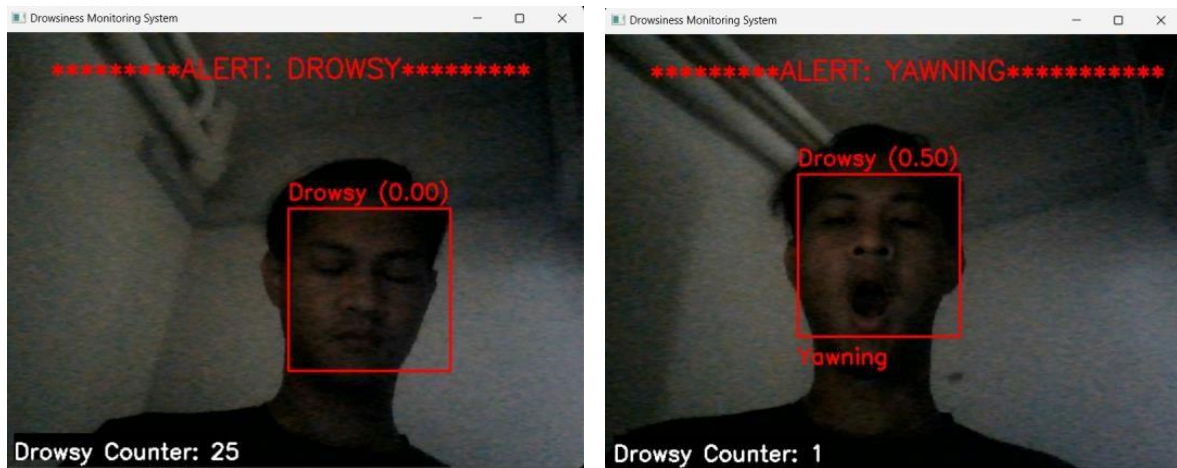 Drowsiness Monitoring System
*********ALERT: DROWSY*********
Drowsy (0.00)
Drowsy Counter: 25
Drowsiness Monitoring System
*********ALERT: YAWNING***********
Drowsy (0.50)
Yawning
Drowsy Counter: 1